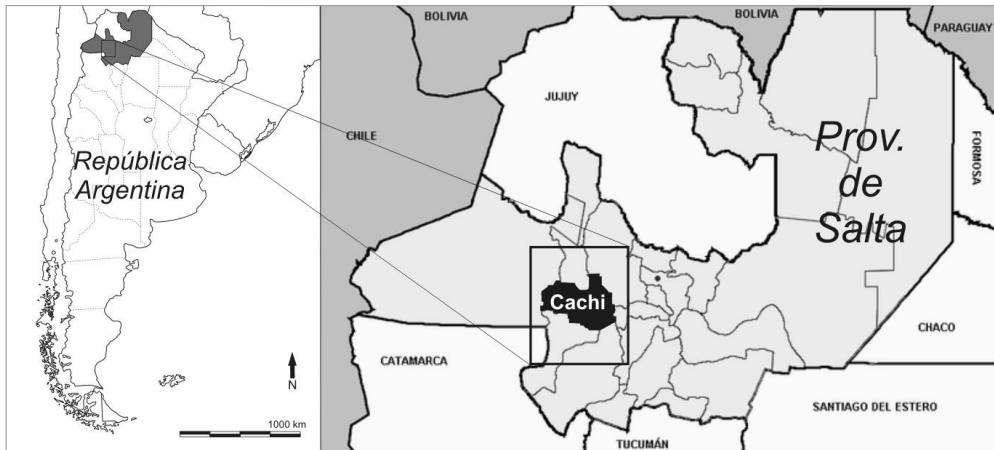 República
Argentina
N
1000 km
BOLIVIA
BOLIVIA
PARAGUAY
JUJUY
CHILE
Prov.
de
Salta
FORMOSA
Cachi
CHACO
CATAMARCA
SANTIAGO DEL ESTERO
TUCUMÁN